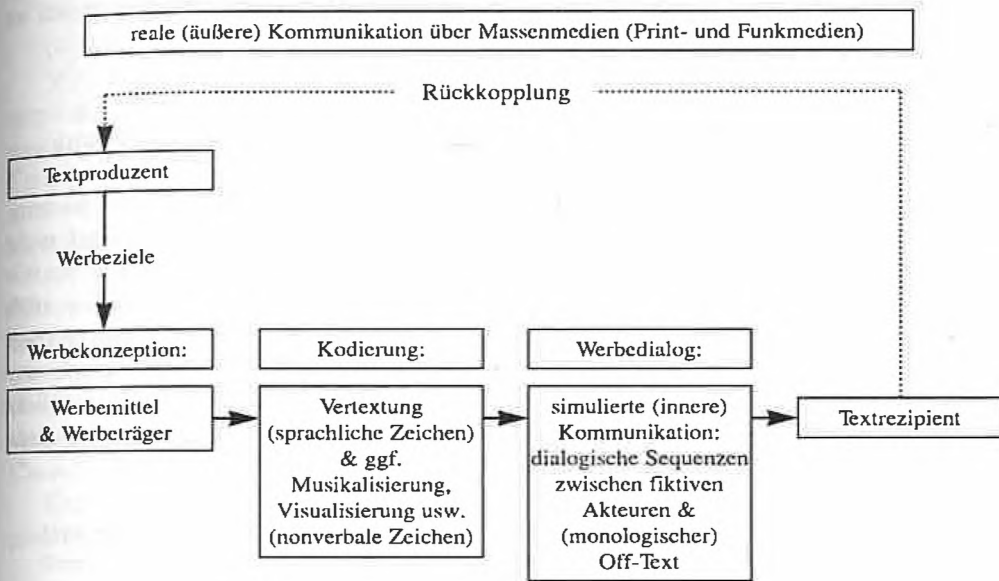 reale (äußere) Kommunikation über Massenmedien (Print- und Funkmedien)
Rückkopplung
Textproduzent
Werbeziele
Werbekonzeption:
Werbemittel
& Werbeträger
Kodierung:
Vertextung
(sprachliche Zeichen)
& ggf.
Musikalisierung,
Visualisierung usw.
(nonverbale Zeichen)
Werbedialog:
simulierte (innere)
Kommunikation:
dialogische Sequenzen
zwischen fiktiven
Akteuren &
(monologischer)
Off-Text
Textrezipient